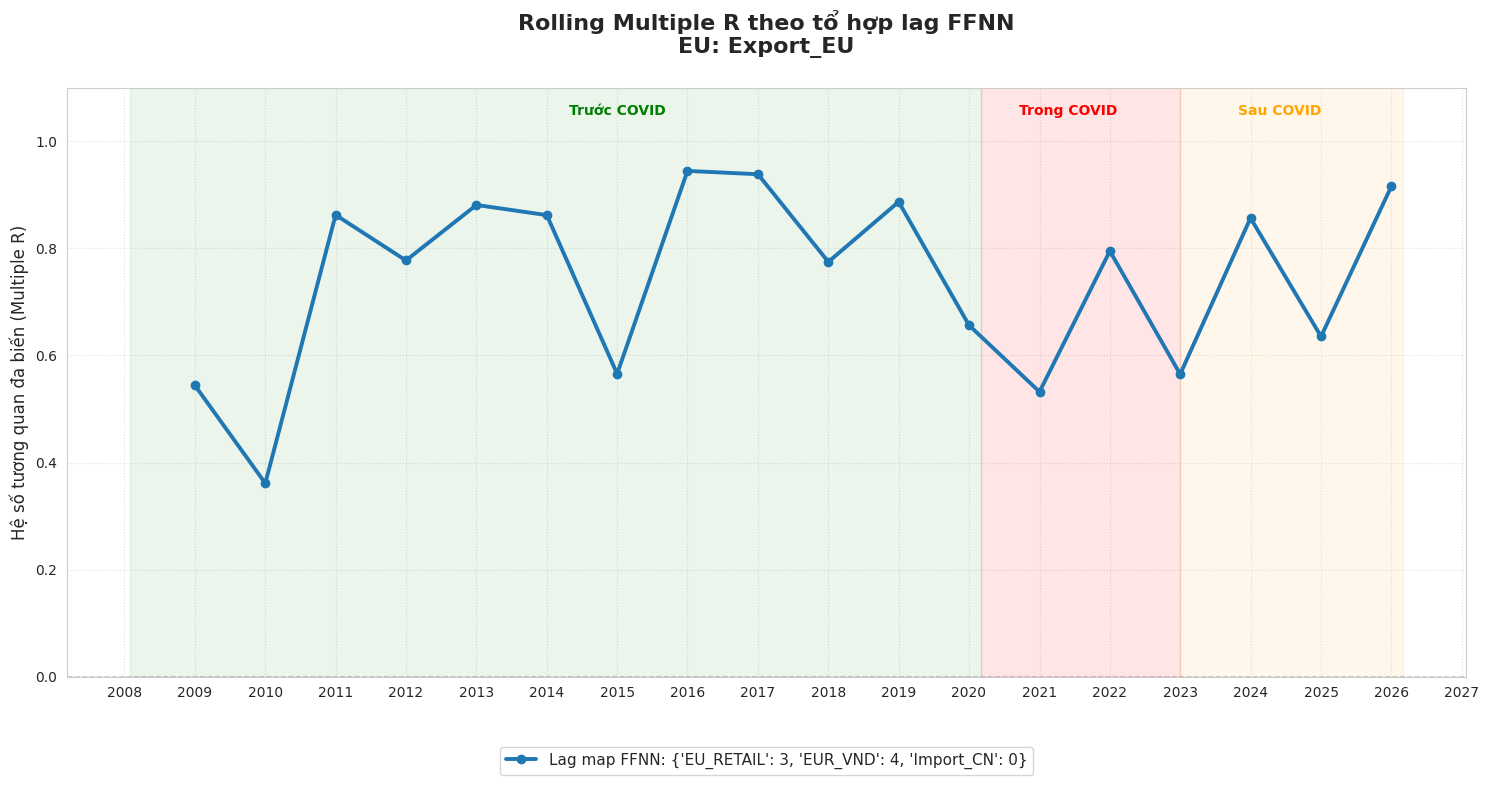 Rolling Multiple R theo tổ hợp lag FFNN
EU: Export_EU
Trước COVID
Trong COVID
Sau COVID
Hệ số tương quan đa biến (Multiple R)
1.0
0.8
0.6
0.4
0.2
0.0
2008 2009 2010 2011 2012 2013 2014 2015 2016 2017 2018 2019 2020 2021 2022 2023 2024 2025 2026 2027
Lag map FFNN: {'EU_RETAIL': 3, 'EUR_VND': 4, 'Import_CN': 0}